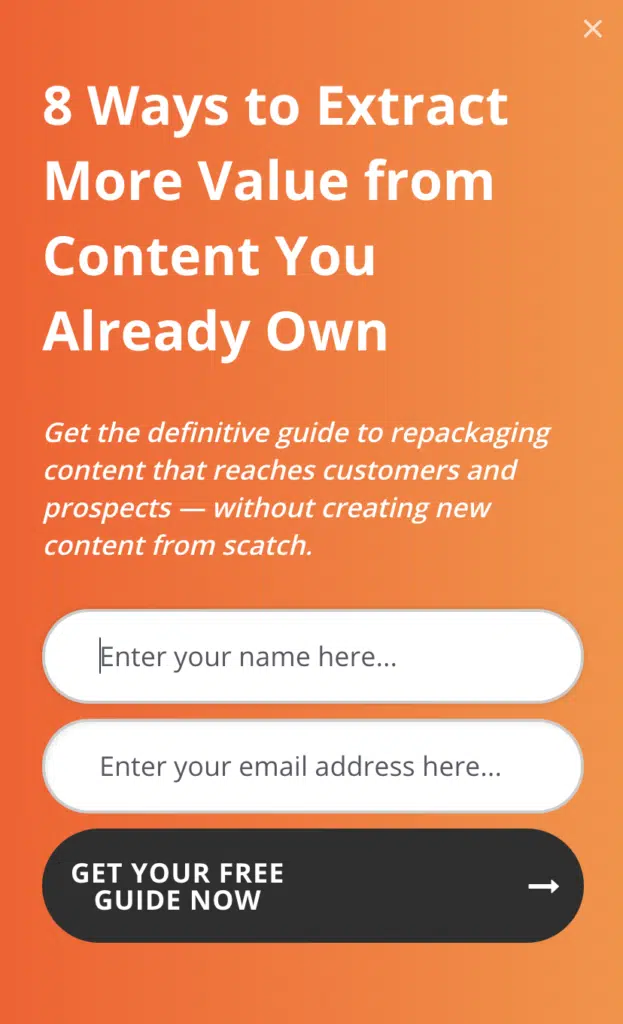 8 Ways to Extract
More Value from
Content You
Already Own
Get the definitive guide to repackaging
content that reaches customers and
prospects — without creating new
content from scatch.
Enter your name here...
Enter your email address here...
GET YOUR FREE
GUIDE NOW